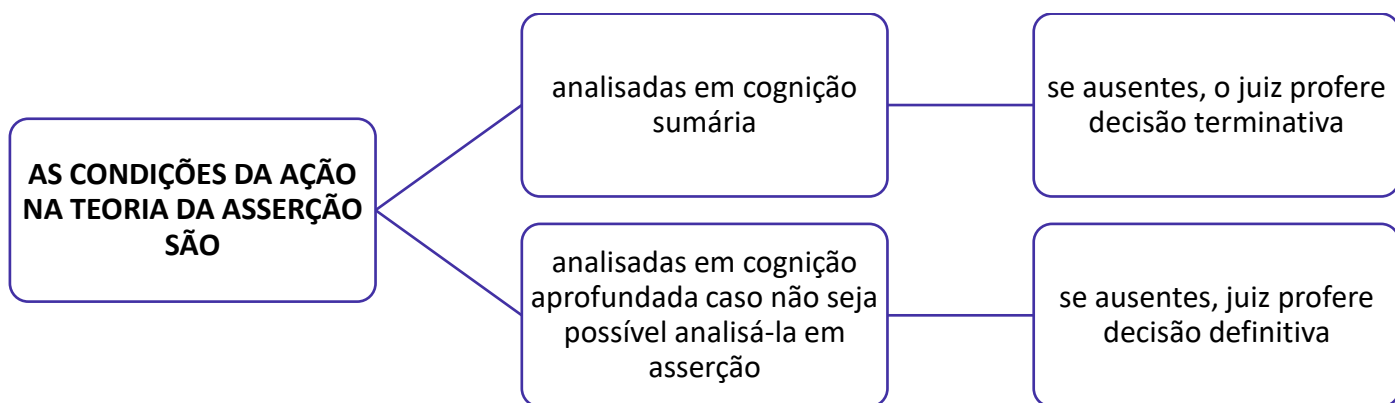 AS CONDIÇÕES DA AÇÃO
NA TEORIA DA ASSERÇÃO
SÃO
analisadas em cognição
sumária
se ausentes, o juiz profere
decisão terminativa
analisadas em cognição
aprofundada caso não seja
possível analisá-la em
asserção
se ausentes, juiz profere
decisão definitiva